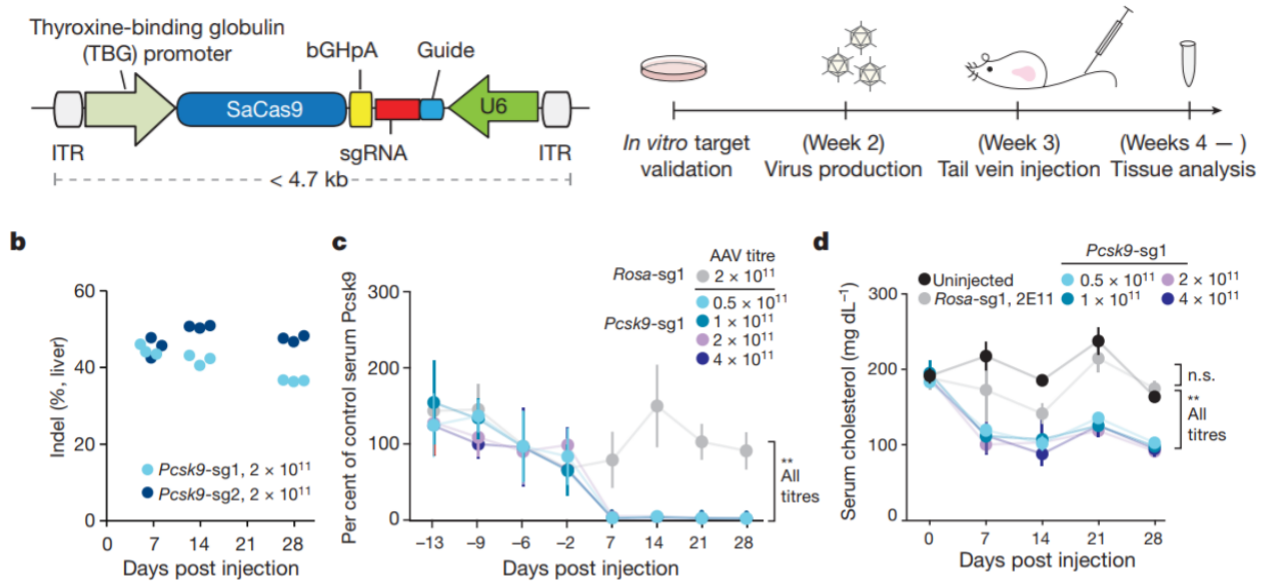 Thyroxine-binding globulin
(TBG) promoter
bGHpA
Guide
SaCas9
U6
ITR
sgRNA
ITR
< 4.7 kb
In vitro target
validation
(Week 2)
Virus production
(Week 3)
Tail vein injection
(Weeks 4 — )
Tissue analysis
b
Indel (%, liver)
60
40
20
0
Pcsk9-sg1, 2 × 10¹¹
Pcsk9-sg2, 2 × 10¹¹
0 7 14 21 28
Days post injection
c
Per cent of control serum Pcsk9
300
200
100
0
AAV titre
Rosa-sg1 2 × 10¹¹
Pcsk9-sg1
0.5 × 10¹¹
1 × 10¹¹
2 × 10¹¹
4 × 10¹¹
**
All
titres
–13 –9 –6 –2 7 14 21 28
Days post injection
d
Serum cholesterol (mg dL⁻¹)
300
200
100
0
Pcsk9-sg1
Uninjected
Rosa-sg1, 2E11
0.5 × 10¹¹ 2 × 10¹¹
1 × 10¹¹ 4 × 10¹¹
n.s.
**
All
titres
0 7 14 21 28
Days post injection